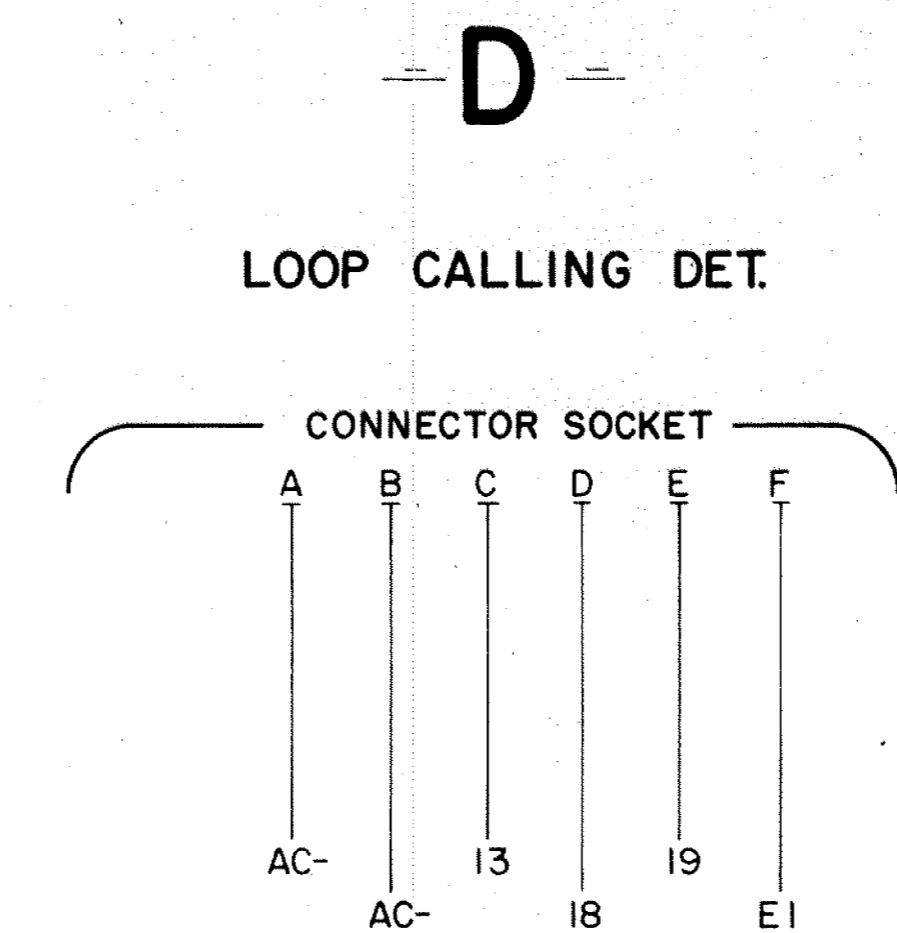 D
LOOP CALLING DET.
CONNECTOR SOCKET
A B C D E F
AC- 13 19
AC- 18 E1